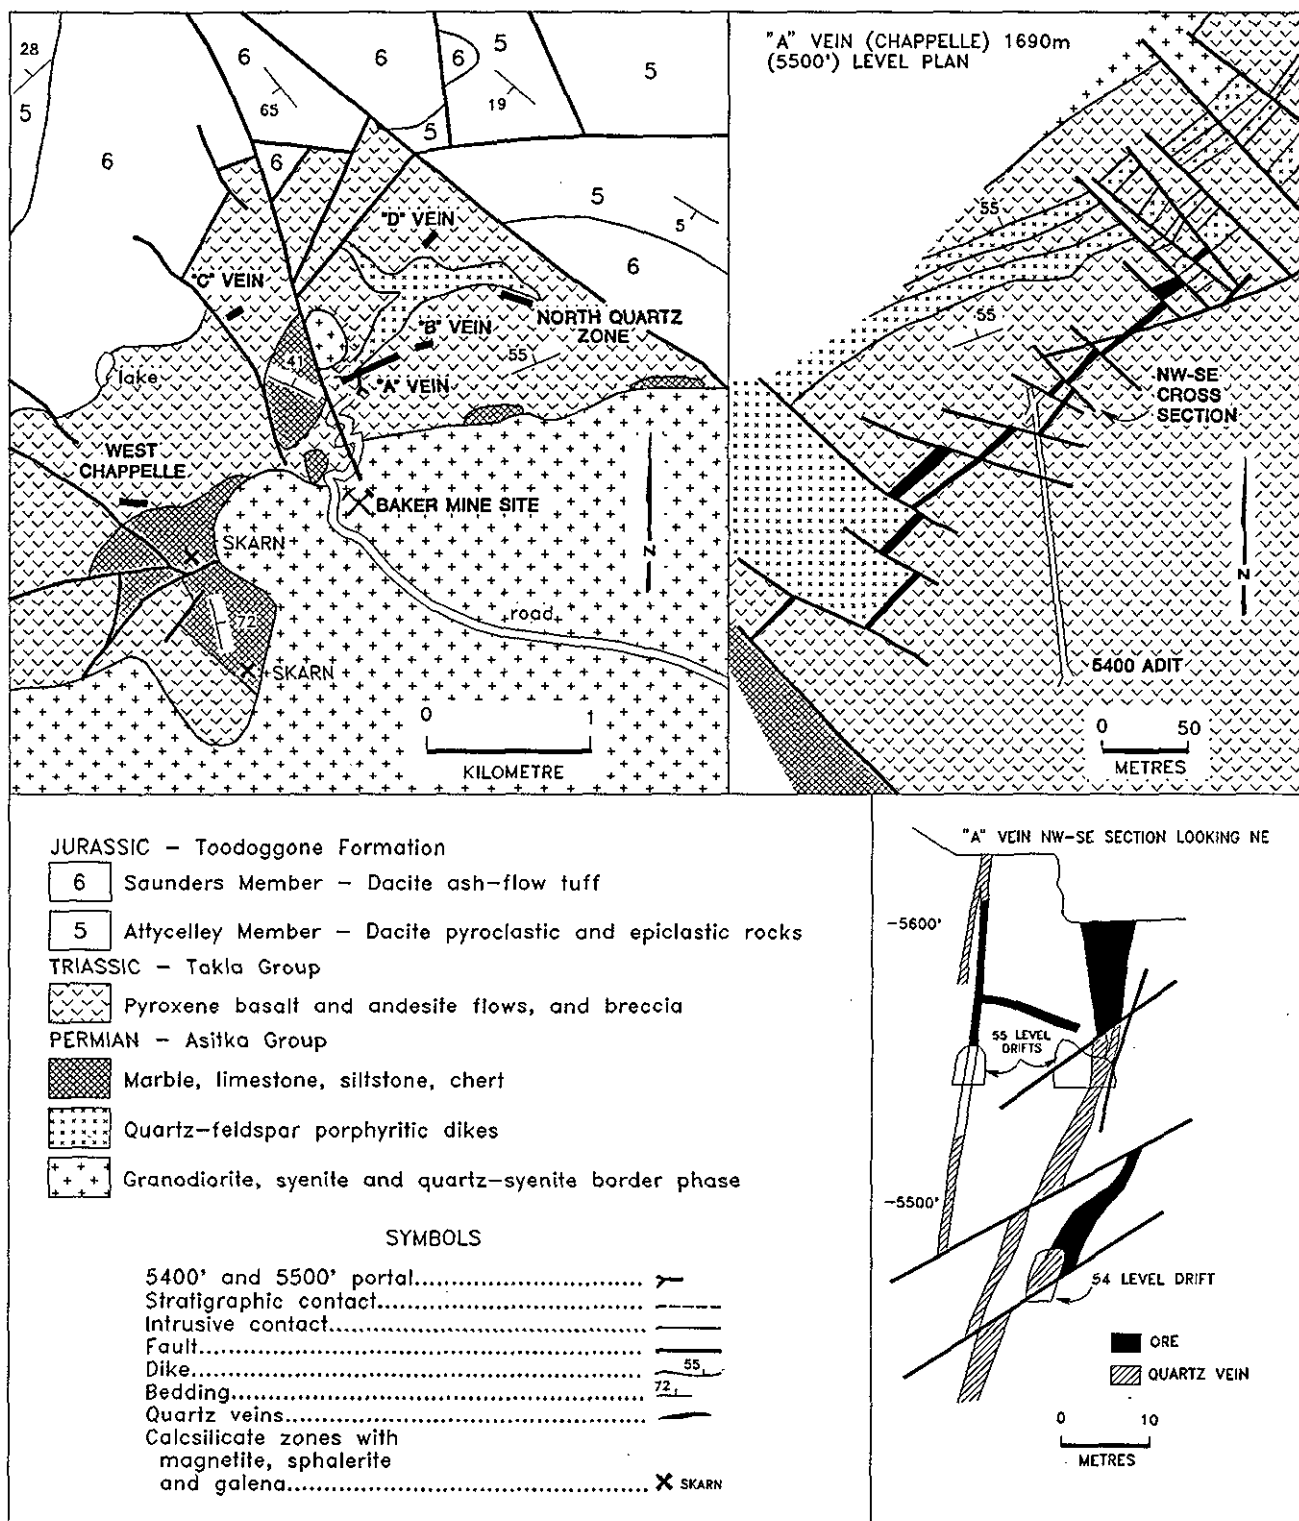 28
5
6
65
6
6
5
19
5
6
5
6
5
5
6
"D" VEIN
"C" VEIN
NORTH QUARTZ
ZONE
"B" VEIN
41
55
"A" VEIN
lake
WEST
CHAPPELLE
BAKER MINE SITE
SKARN
N
72
road
SKARN
0 1
KILOMETRE
"A" VEIN (CHAPPELLE) 1690m
(5500') LEVEL PLAN
55
55
NW-SE
CROSS
SECTION
N
5400 ADIT
0 50
METRES
JURASSIC – Toodoggone Formation
6 Saunders Member – Dacite ash-flow tuff
5 Attycelley Member – Dacite pyroclastic and epiclastic rocks
TRIASSIC – Takla Group
Pyroxene basalt and andesite flows, and breccia
PERMIAN – Asitka Group
Marble, limestone, siltstone, chert
Quartz-feldspar porphyritic dikes
Granodiorite, syenite and quartz-syenite border phase
SYMBOLS
5400' and 5500' portal
Stratigraphic contact
Intrusive contact
Fault
Dike 55
Bedding 72
Quartz veins
Calcsilicate zones with
magnetite, sphalerite
and galena SKARN
"A" VEIN NW-SE SECTION LOOKING NE
-5600'
55 LEVEL
DRIFTS
-5500'
54 LEVEL DRIFT
ORE
QUARTZ VEIN
0 10
METRES